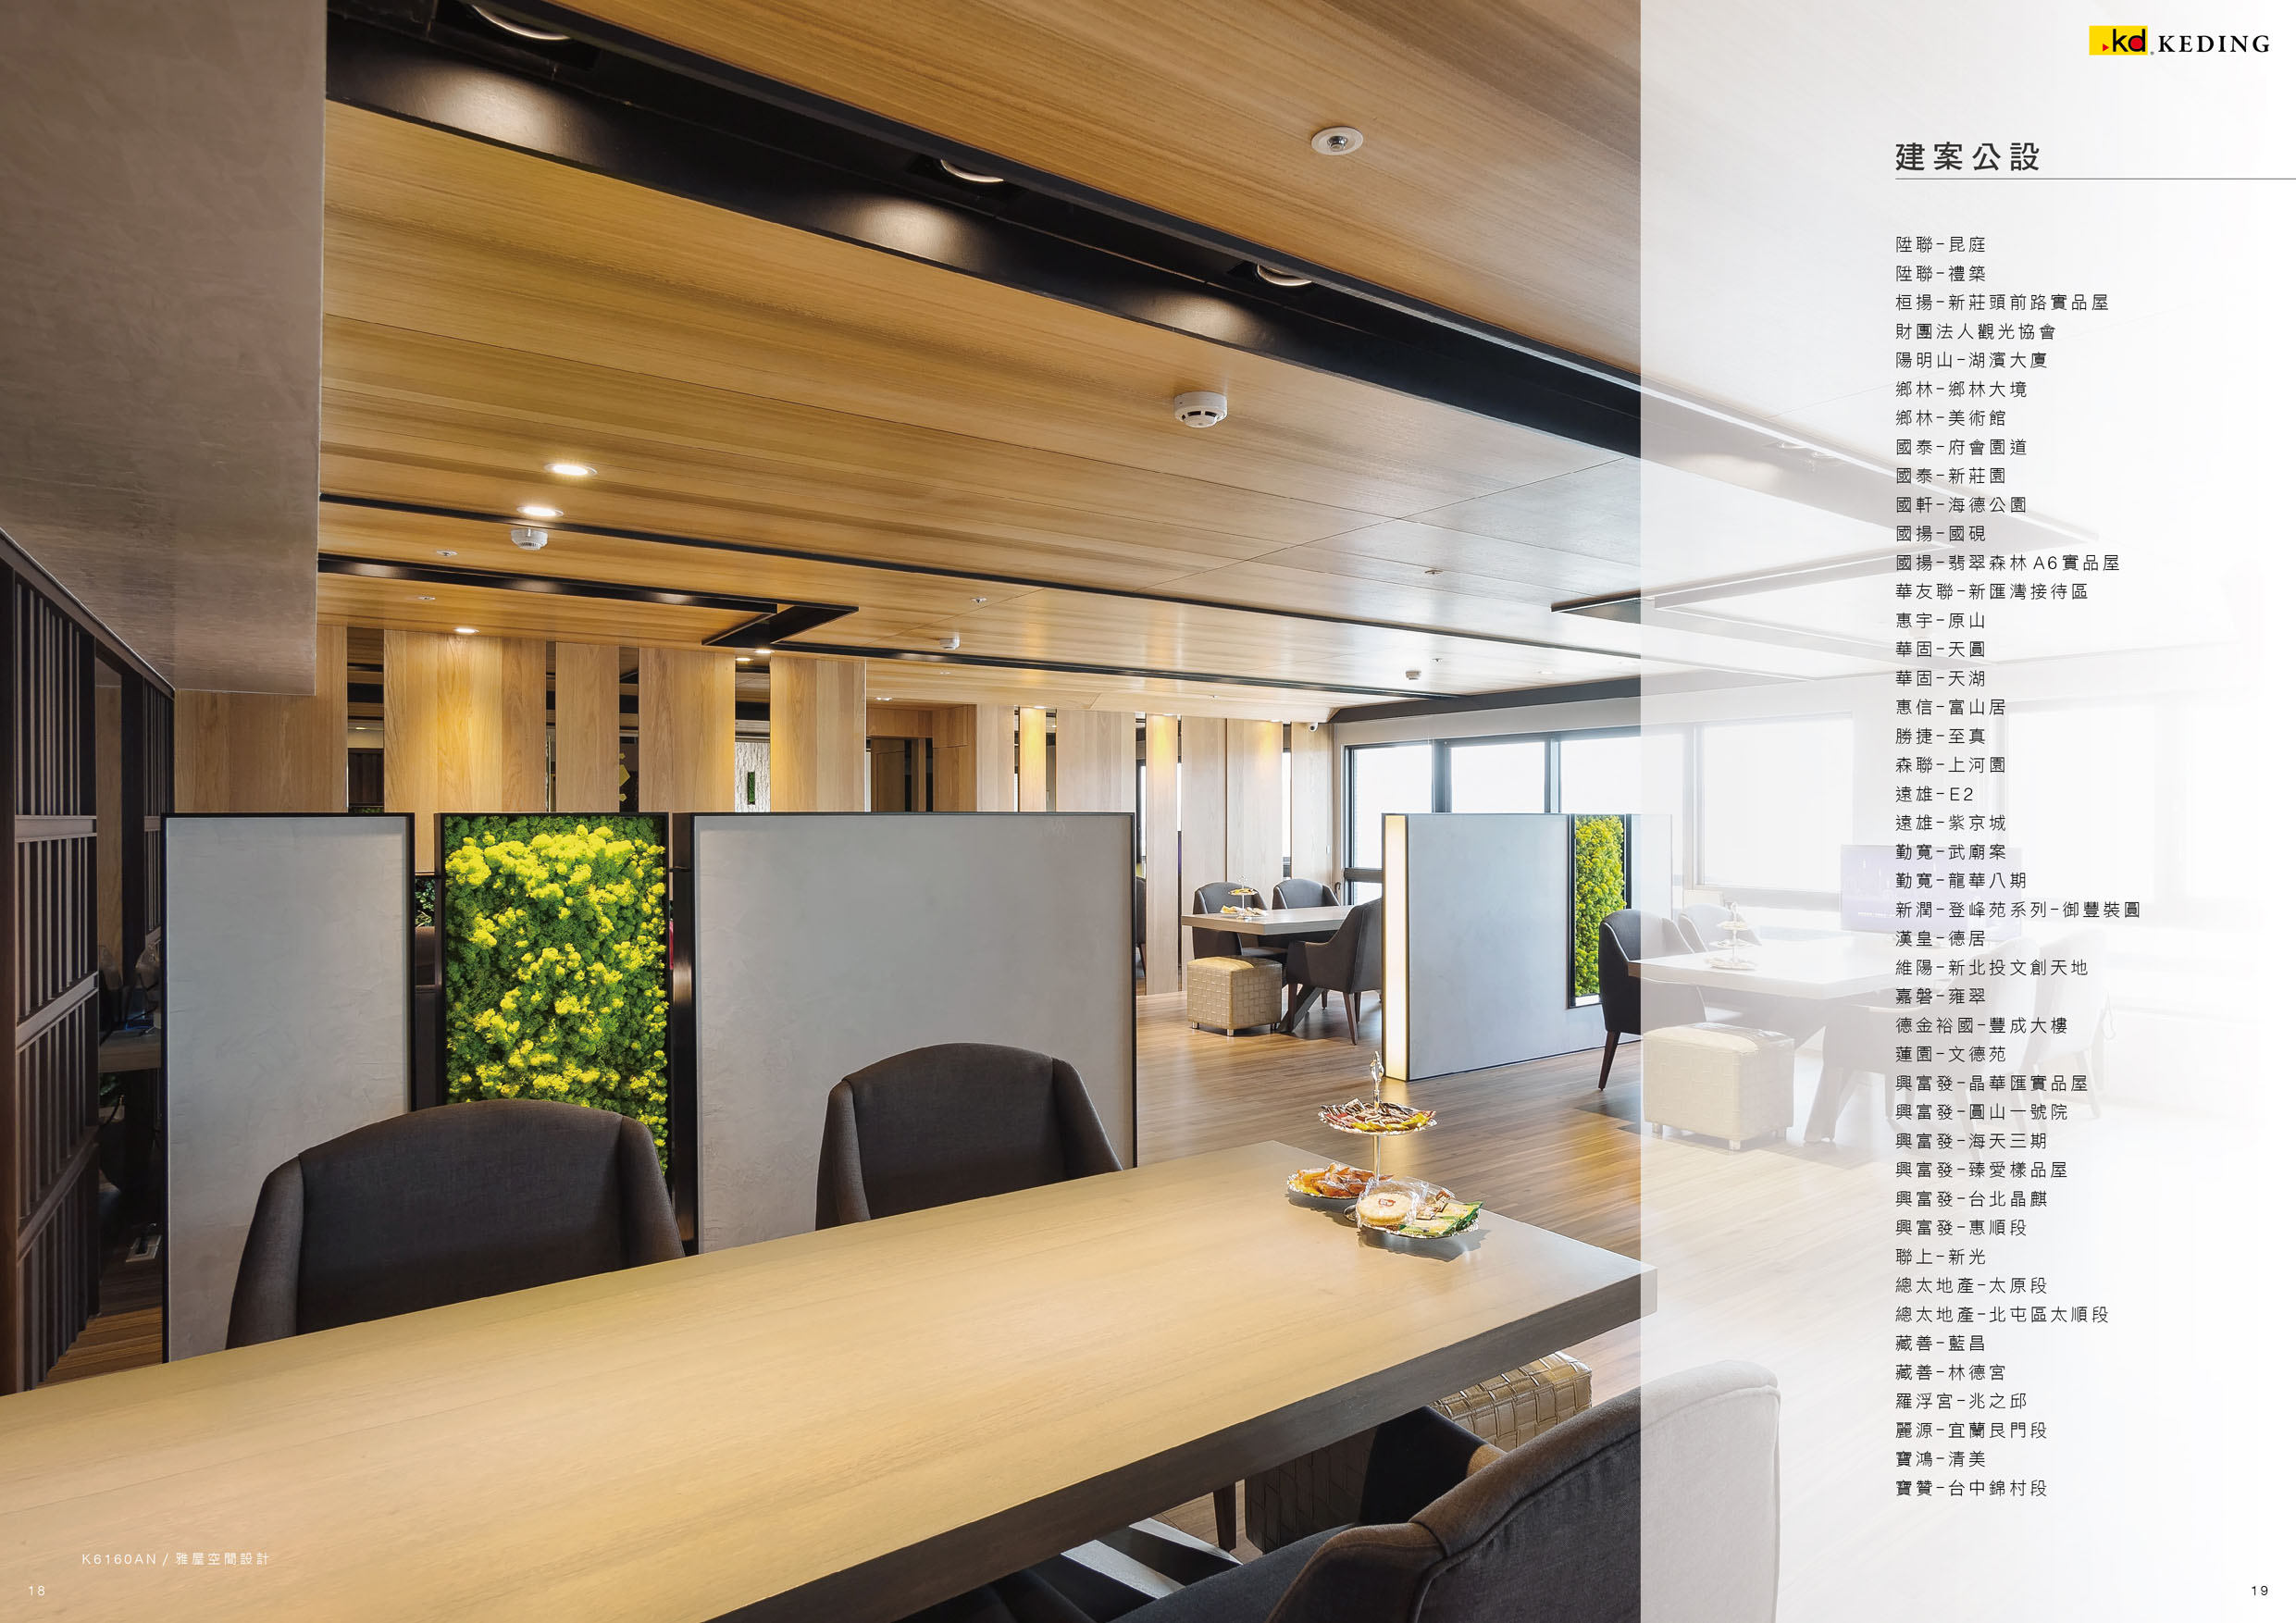 kd KEDING
建案公設
陞聯-昆庭
陞聯-禮築
桓揚-新莊頭前路實品屋
財團法人觀光協會
陽明山-湖濱大廈
鄉林-鄉林大境
鄉林-美術館
國泰-府會園道
國泰-新莊園
國軒-海德公園
國揚-國硯
國揚-翡翠森林A6實品屋
華友聯-新匯灣接待區
惠宇-原山
華固-天圓
華固-天湖
惠信-富山居
勝捷-至真
森聯-上河園
遠雄-E2
遠雄-紫京城
勤寬-武廟案
勤寬-龍華八期
新潤-登峰苑系列-御豐裝圓
漢皇-德居
維陽-新北投文創天地
嘉磐-雍翠
德金裕國-豐成大樓
蓮園-文德苑
興富發-晶華匯實品屋
興富發-圓山一號院
興富發-海天三期
興富發-臻愛樣品屋
興富發-台北晶麒
興富發-惠順段
聯上-新光
總太地產-太原段
總太地產-北屯區太順段
藏善-藍昌
藏善-林德宮
羅浮宮-兆之邱
麗源-宜蘭艮門段
寶鴻-清美
寶贊-台中錦村段
K6160AN / 雅屋空間設計
18
19